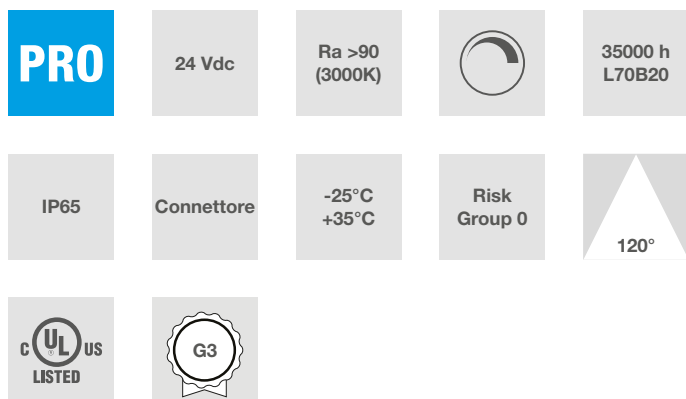 PRO
24 Vdc
Ra >90
(3000K)
35000 h
L70B20
IP65
Connettore
-25°C
+35°C
Risk
Group 0
120°
C UL ® US
LISTED
G3